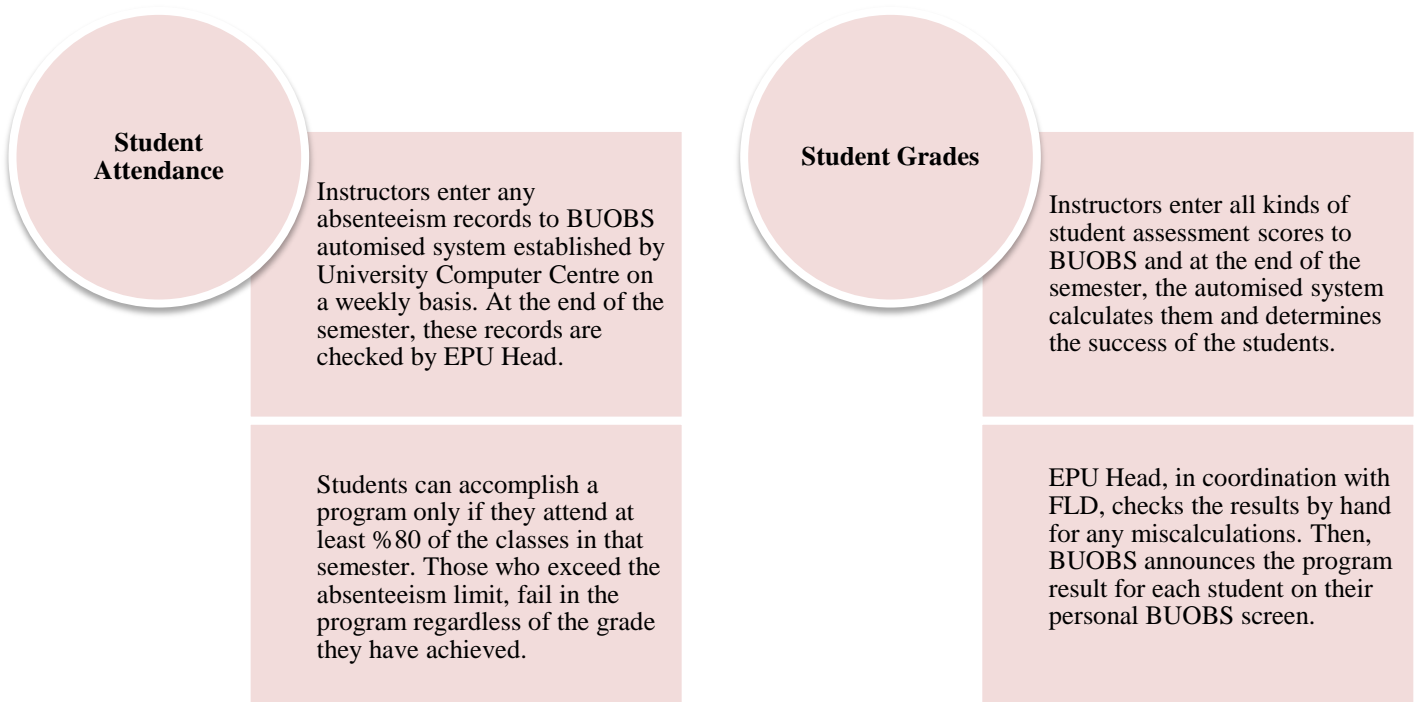 Student
Attendance
Instructors enter any
absenteeism records to BUOBS
automised system established by
University Computer Centre on
a weekly basis. At the end of the
semester, these records are
checked by EPU Head.
Students can accomplish a
program only if they attend at
least %80 of the classes in that
semester. Those who exceed the
absenteeism limit, fail in the
program regardless of the grade
they have achieved.
Student Grades
Instructors enter all kinds of
student assessment scores to
BUOBS and at the end of the
semester, the automised system
calculates them and determines
the success of the students.
EPU Head, in coordination with
FLD, checks the results by hand
for any miscalculations. Then,
BUOBS announces the program
result for each student on their
personal BUOBS screen.